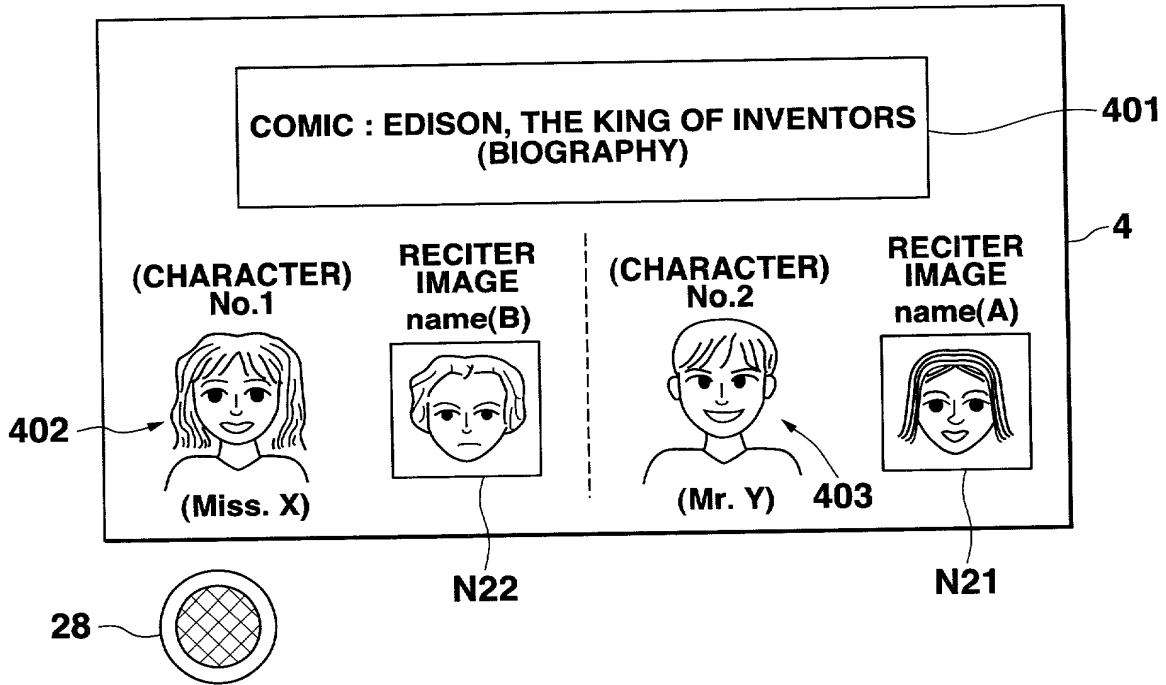 COMIC : EDISON, THE KING OF INVENTORS
(BIOGRAPHY)
401
4
(CHARACTER)
No.1
RECITER
IMAGE
name(B)
(CHARACTER)
No.2
RECITER
IMAGE
name(A)
402
(Miss. X)
(Mr. Y)
403
N22
N21
28